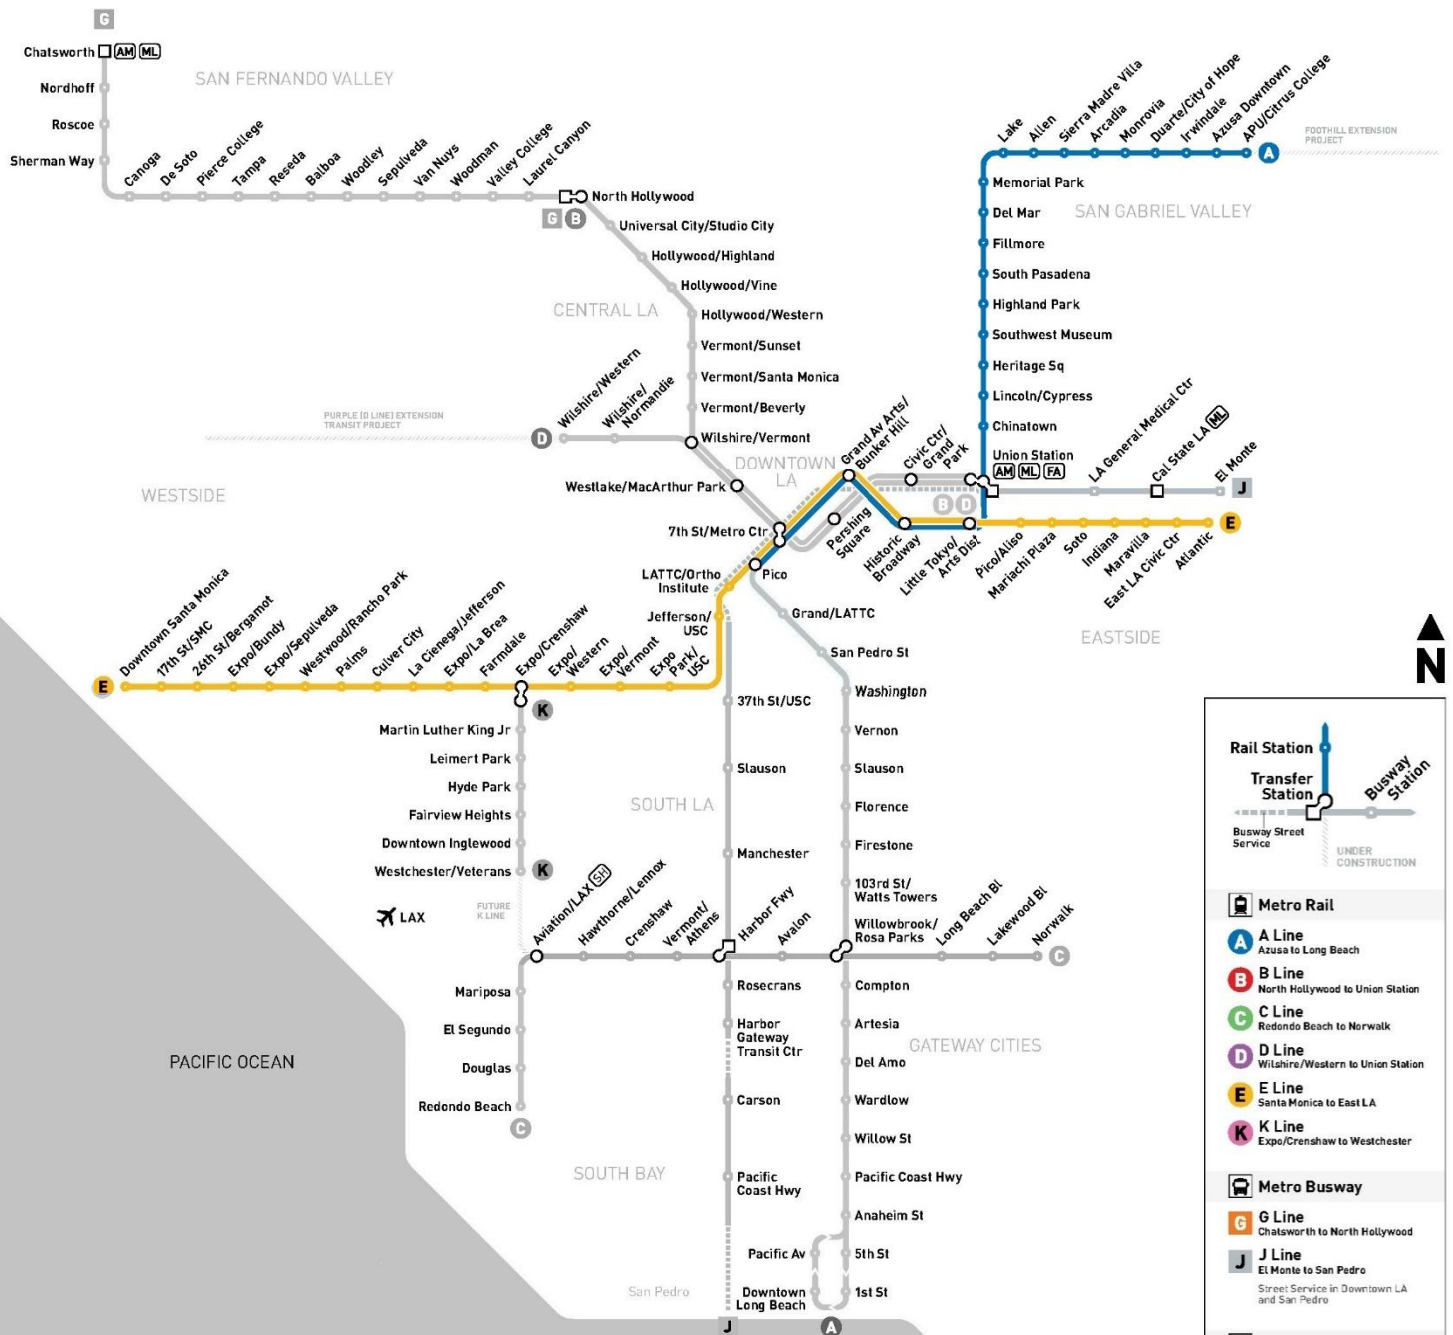 G
Chatsworth AM ML
Nordhoff
Roscoe
Sherman Way
SAN FERNANDO VALLEY
Canoga
De Soto
Pierce College
Tampa
Reseda
Balboa
Woodley
Sepulveda
Van Nuys
Woodman
Valley College
Laurel Canyon
North Hollywood
G B
Universal City/Studio City
Hollywood/Highland
Hollywood/Vine
CENTRAL LA
Hollywood/Western
Vermont/Sunset
Vermont/Santa Monica
Vermont/Beverly
Wilshire/Vermont
Wilshire/Western
Wilshire/
Normandie
PURPLE (D LINE) EXTENSION
TRANSIT PROJECT
D
WESTSIDE
Westlake/MacArthur Park
DOWNTOWN
LA
7th St/Metro Ctr
Pershing
Square
Grand Av Arts/
Bunker Hill
Civic Ctr/
Grand
Park
B D
Historic
Broadway
Little Tokyo/
Arts Dist
Lake
Allen
Sierra Madre Villa
Arcadia
Monrovia
Duarte/City of Hope
Irwindale
Azusa Downtown
APU/Citrus College
A
FOOTHILL EXTENSION
PROJECT
Memorial Park
Del Mar
SAN GABRIEL VALLEY
Fillmore
South Pasadena
Highland Park
Southwest Museum
Heritage Sq
Lincoln/Cypress
Chinatown
Union Station
AM ML FA
LA General Medical Ctr
Cal State LA ML
El Monte
J
Pico/Aliso
Mariachi Plaza
Soto
Indiana
Maravilla
East LA Civic Ctr
Atlantic
E
EASTSIDE
Pico
LATTC/Ortho
Institute
Jefferson/
USC
Grand/LATTC
San Pedro St
Washington
Vernon
Slauson
Florence
Firestone
103rd St/
Watts Towers
Willowbrook/
Rosa Parks
E
Downtown Santa Monica
17th St/SMC
26th St/Bergamot
Expo/Bundy
Expo/Sepulveda
Westwood/Rancho Park
Palms
Culver City
La Cienega/Jefferson
Expo/La Brea
Farmdale
Expo/Crenshaw
Expo/
Western
Expo/
Vermont
Expo
Park/
USC
K
Martin Luther King Jr
Leimert Park
Hyde Park
Fairview Heights
Downtown Inglewood
Westchester/Veterans
K
FUTURE
K LINE
LAX
37th St/USC
Slauson
SOUTH LA
Manchester
Aviation/LAX SH
Hawthorne/Lennox
Crenshaw
Vermont/
Athens
Harbor Fwy
Avalon
Long Beach Bl
Lakewood Bl
Norwalk
C
Mariposa
El Segundo
Douglas
Redondo Beach
C
Rosecrans
Harbor
Gateway
Transit Ctr
Carson
Pacific
Coast Hwy
SOUTH BAY
San Pedro
J
Compton
Artesia
Del Amo
Wardlow
Willow St
Pacific Coast Hwy
Anaheim St
5th St
1st St
Pacific Av
Downtown
Long Beach
A
GATEWAY CITIES
PACIFIC OCEAN
N
Rail Station
Transfer
Station
Busway
Station
Busway Street
Service
UNDER
CONSTRUCTION
Metro Rail
A A Line
Azusa to Long Beach
B B Line
North Hollywood to Union Station
C C Line
Redondo Beach to Norwalk
D D Line
Wilshire/Western to Union Station
E E Line
Santa Monica to East LA
K K Line
Expo/Crenshaw to Westchester
Metro Busway
G G Line
Chatsworth to North Hollywood
J J Line
El Monte to San Pedro
Street Service in Downtown LA
and San Pedro